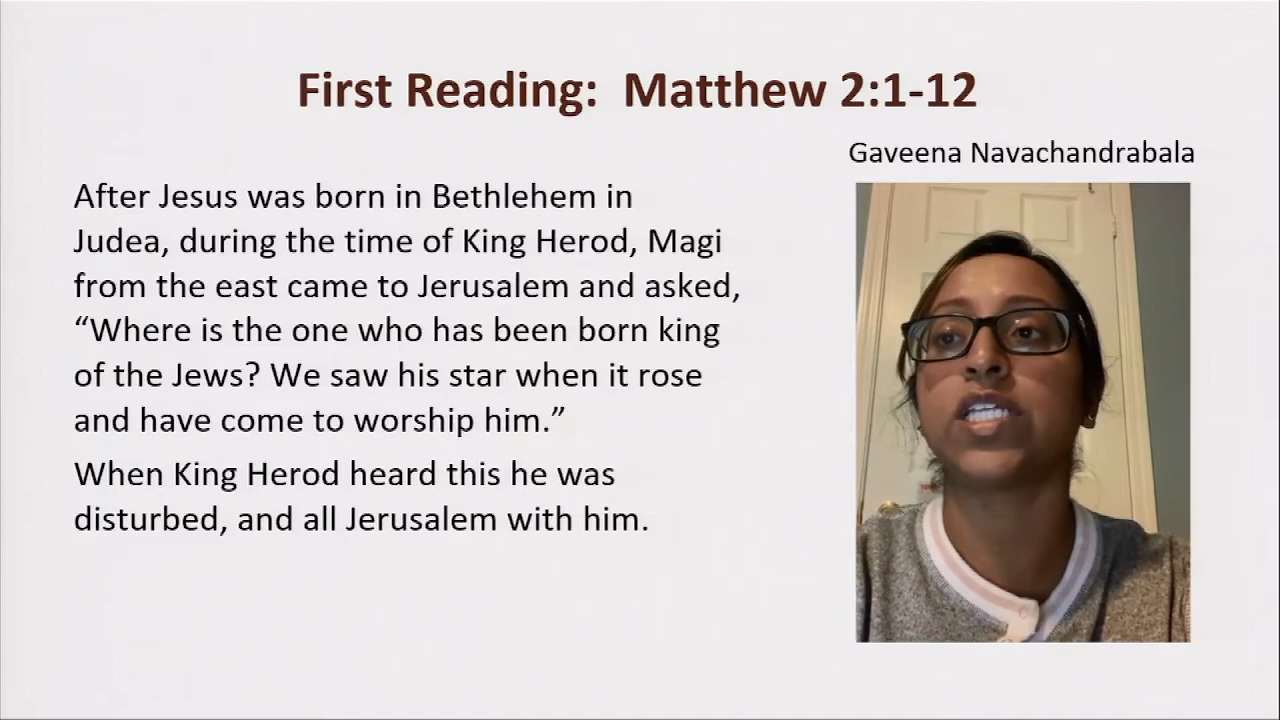 First Reading:  Matthew 2:1-12
Gaveena Navachandrabala
After Jesus was born in Bethlehem in
Judea, during the time of King Herod, Magi
from the east came to Jerusalem and asked,
“Where is the one who has been born king
of the Jews? We saw his star when it rose
and have come to worship him.”
When King Herod heard this he was
disturbed, and all Jerusalem with him.